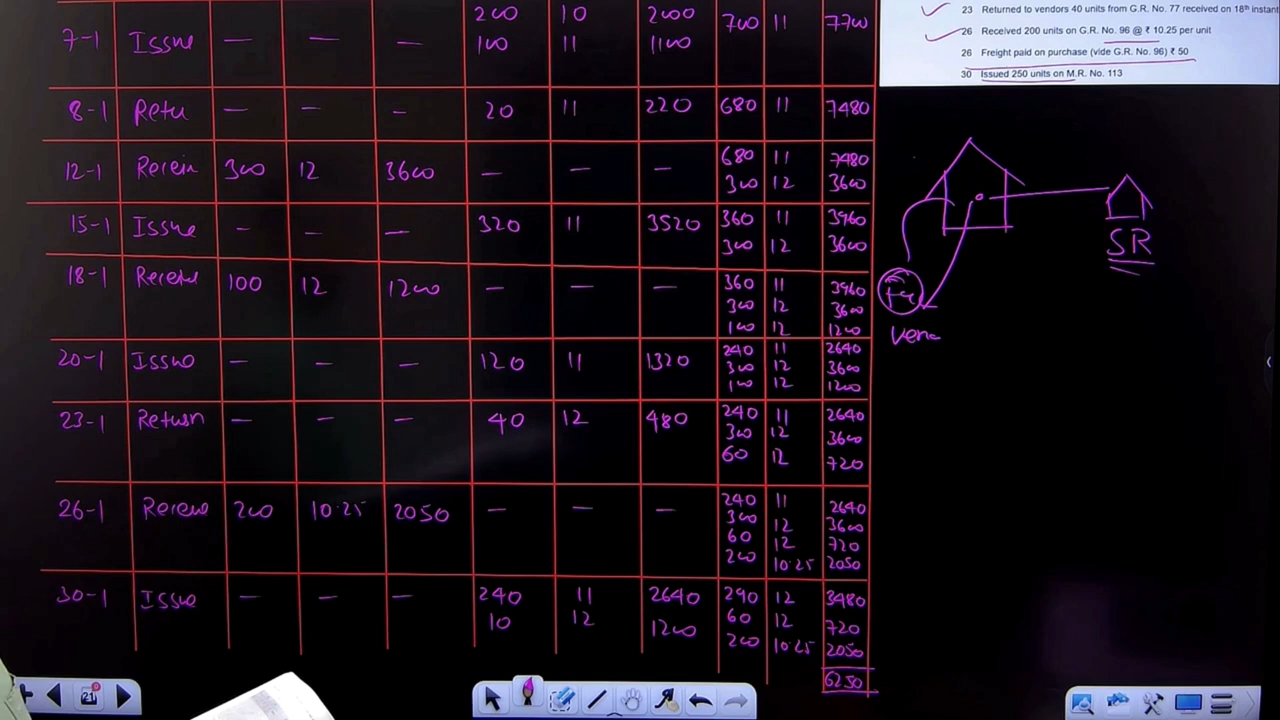 23 Returned to vendors 40 units from G.R. No. 77 received on 18th instant
26 Received 200 units on G.R. No. 96 @ ₹ 10.25 per unit
26 Freight paid on purchase (vide G.R. No. 96) ₹ 50
30 Issued 250 units on M.R. No. 113
7-1 Issue — — — 200 10 2000 700 11 7700
100 11 1100
8-1 Retu — — - 20 11 220 680 11 7480
12-1 Recein 300 12 3600 — — — 680 11 7480
300 12 3600
15-1 Issue - — — 320 11 3520 360 11 3960
300 12 3600
18-1 Receive 100 12 1200 — — — 360 11 3960
300 12 3600
100 12 1200
20-1 Issue — — — 120 11 1320 240 11 2640
300 12 3600
100 12 1200
23-1 Return — — — 40 12 480 240 11 2640
300 12 3600
60 12 720
26-1 Receive 200 10.25 2050 — — — 240 11 2640
300 12 3600
60 12 720
200 10.25 2050
30-1 Issue — — — 240 11 2640 290 12 3480
10 12 1200 60 12 720
200 10.25 2050
6250
SR
Venc
21